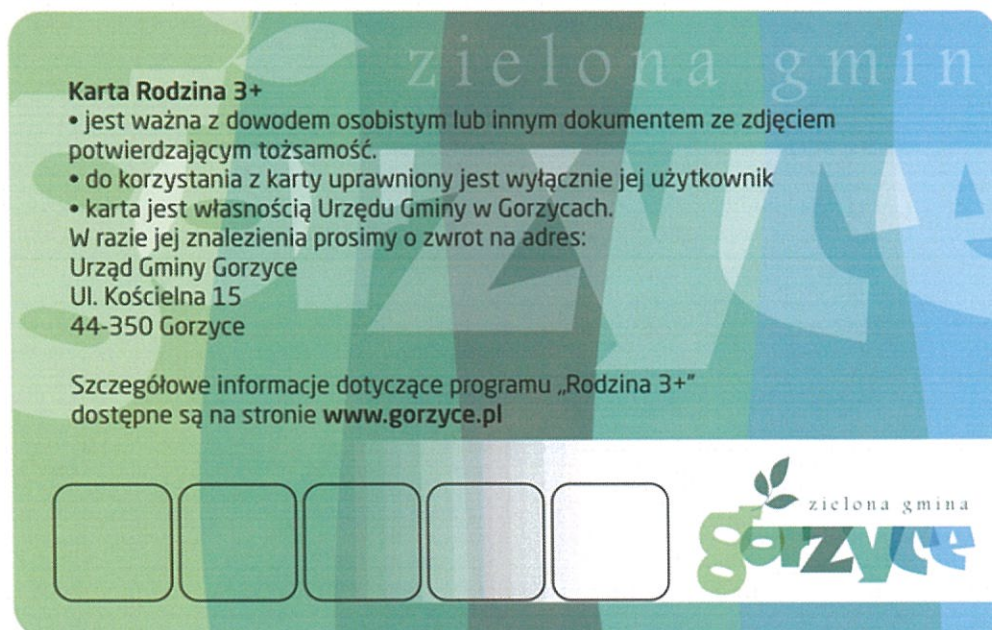 zielona gmin
gorzyce
Karta Rodzina 3+
• jest ważna z dowodem osobistym lub innym dokumentem ze zdjęciem
potwierdzającym tożsamość.
• do korzystania z karty uprawniony jest wyłącznie jej użytkownik
• karta jest własnością Urzędu Gminy w Gorzycach.
W razie jej znalezienia prosimy o zwrot na adres:
Urząd Gminy Gorzyce
Ul. Kościelna 15
44-350 Gorzyce
Szczegółowe informacje dotyczące programu „Rodzina 3+"
dostępne są na stronie www.gorzyce.pl
zielona gmina
gorzyce